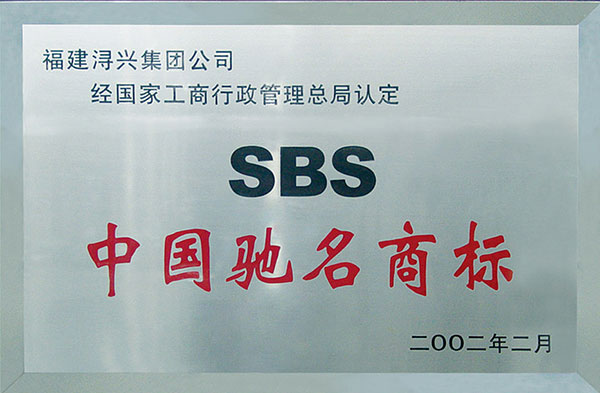 福建浔兴集团公司
经国家工商行政管理总局认定
SBS
中国驰名商标
二OO二年二月